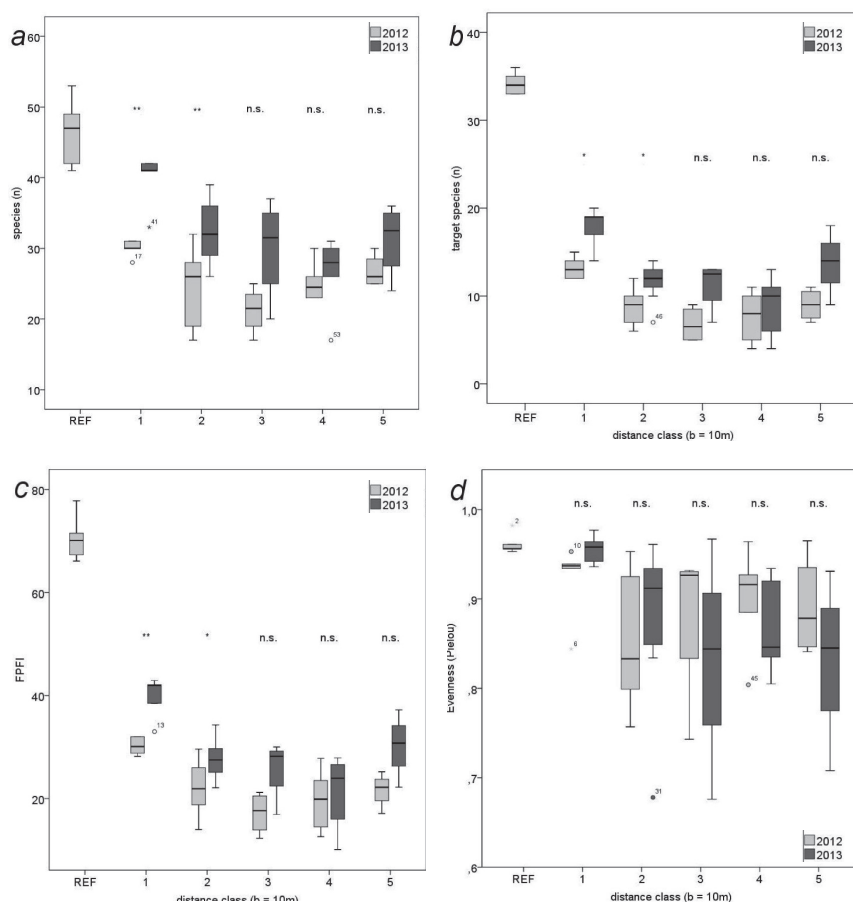 a
2012
2013
60
50
40
30
20
10
species (n)
** ** n.s. n.s. n.s.
17
41
53
REF 1 2 3 4 5
b
2012
2013
40
30
20
10
0
target species (n)
* * n.s. n.s. n.s.
46
REF 1 2 3 4 5
distance class (b = 10m)
c
2012
2013
80
60
40
20
FPFI
** * n.s. n.s. n.s.
13
REF 1 2 3 4 5
distance class (b = 10m)
d
n.s. n.s. n.s. n.s. n.s.
1,0
,9
,8
,7
,6
Evenness (Pielou)
2
10
6
31
45
2012
2013
REF 1 2 3 4 5
distance class (b = 10m)